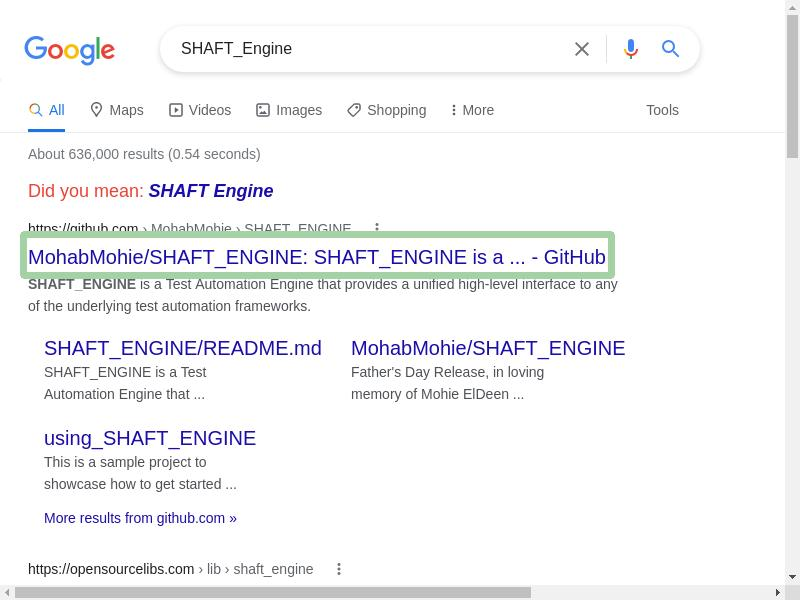 Google
SHAFT_Engine
All Maps Videos Images Shopping More Tools
About 636,000 results (0.54 seconds)
Did you mean: SHAFT Engine
https://github.com › MohabMohie › SHAFT_ENGINE
MohabMohie/SHAFT_ENGINE: SHAFT_ENGINE is a ... - GitHub
SHAFT_ENGINE is a Test Automation Engine that provides a unified high-level interface to any
of the underlying test automation frameworks.
SHAFT_ENGINE/README.md
SHAFT_ENGINE is a Test
Automation Engine that ...
MohabMohie/SHAFT_ENGINE
Father's Day Release, in loving
memory of Mohie ElDeen ...
using_SHAFT_ENGINE
This is a sample project to
showcase how to get started ...
More results from github.com »
https://opensourcelibs.com › lib › shaft_engine